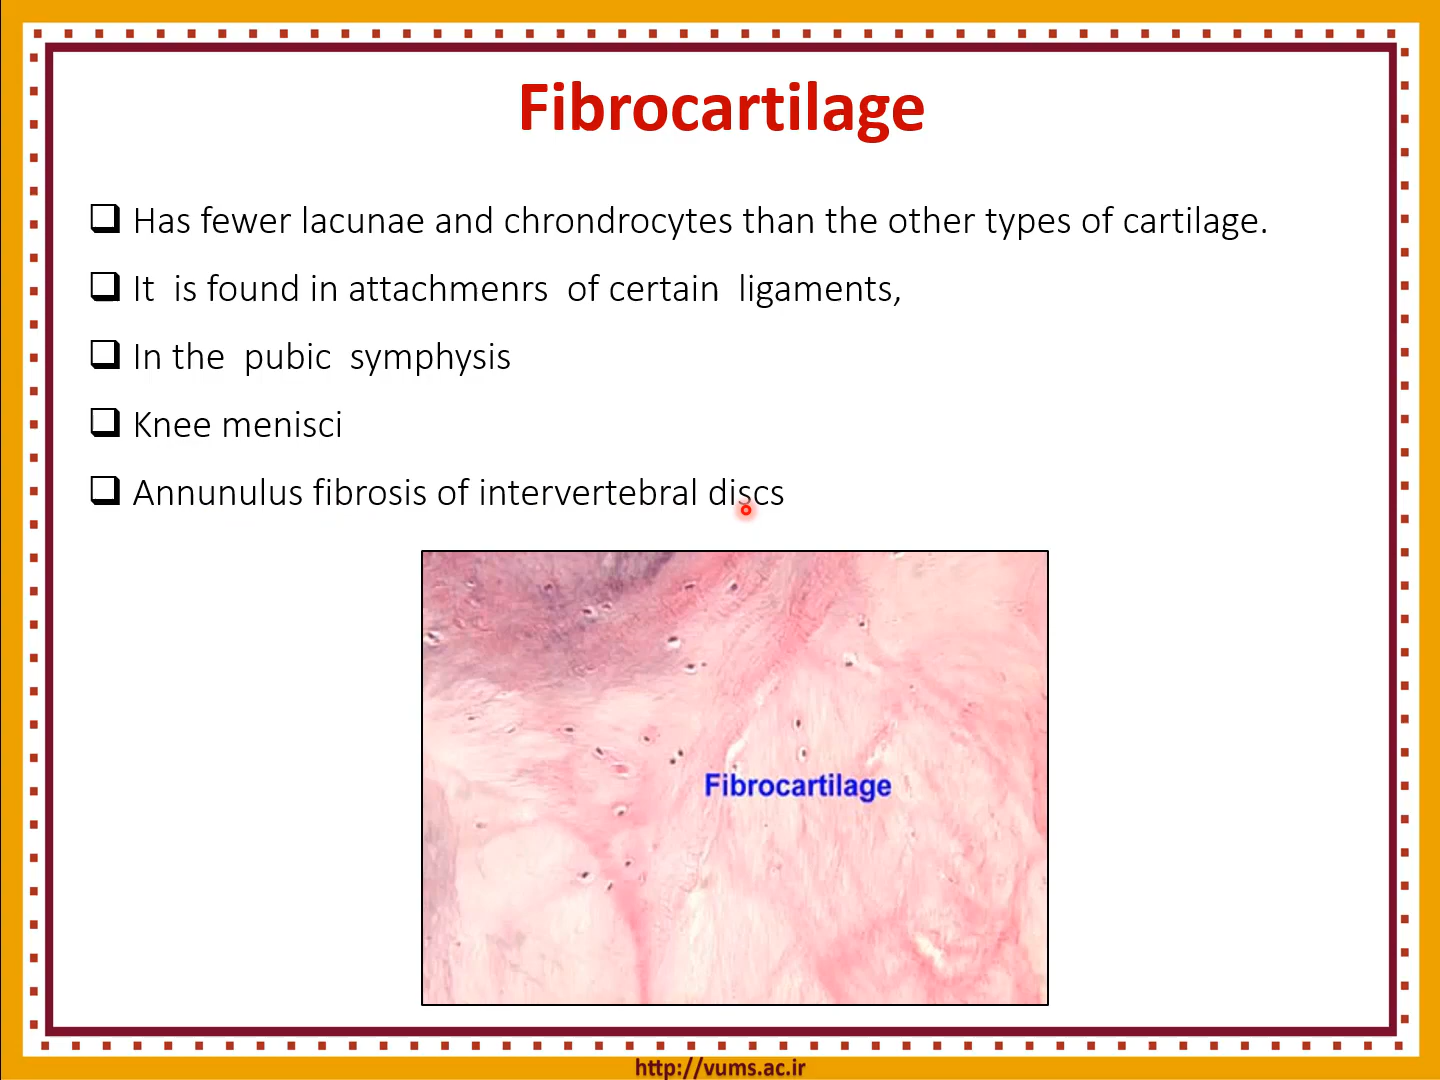 Fibrocartilage
Has fewer lacunae and chrondrocytes than the other types of cartilage.
It is found in attachmenrs of certain ligaments,
In the pubic symphysis
Knee menisci
Annunulus fibrosis of intervertebral discs
Fibrocartilage
http://vums.ac.ir